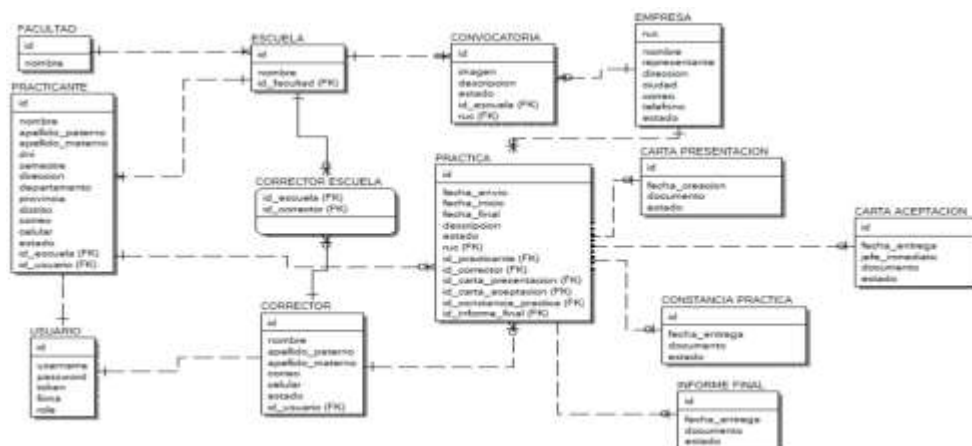 FACULTAD
id
nombre
ESCUELA
id
nombre
id_facultad (FK)
CONVOCATORIA
id
imagen
descripcion
estado
id_escuela (FK)
ruc (FK)
EMPRESA
ruc
nombre
representante
direccion
ciudad
correo
telefono
estado
PRACTICANTE
id
nombre
apellido_paterno
apellido_materno
dni
semestre
direccion
departamento
provincia
distrito
correo
celular
estado
id_escuela (FK)
id_usuario (FK)
CORRECTOR ESCUELA
id_escuela (FK)
id_corrector (FK)
PRACTICA
id
fecha_envio
fecha_inicio
fecha_final
descripcion
estado
ruc (FK)
id_practicante (FK)
id_corrector (FK)
id_carta_presentacion (FK)
id_carta_aceptacion (FK)
id_constancia_practica (FK)
id_informe_final (FK)
CARTA PRESENTACION
id
fecha_creacion
documento
estado
CARTA ACEPTACION
id
fecha_entrega
jefe_inmediato
documento
estado
CONSTANCIA PRACTICA
id
fecha_entrega
documento
estado
USUARIO
id
username
password
token
firma
role
CORRECTOR
id
nombre
apellido_paterno
apellido_materno
correo
celular
estado
id_usuario (FK)
INFORME FINAL
id
fecha_entrega
documento
estado